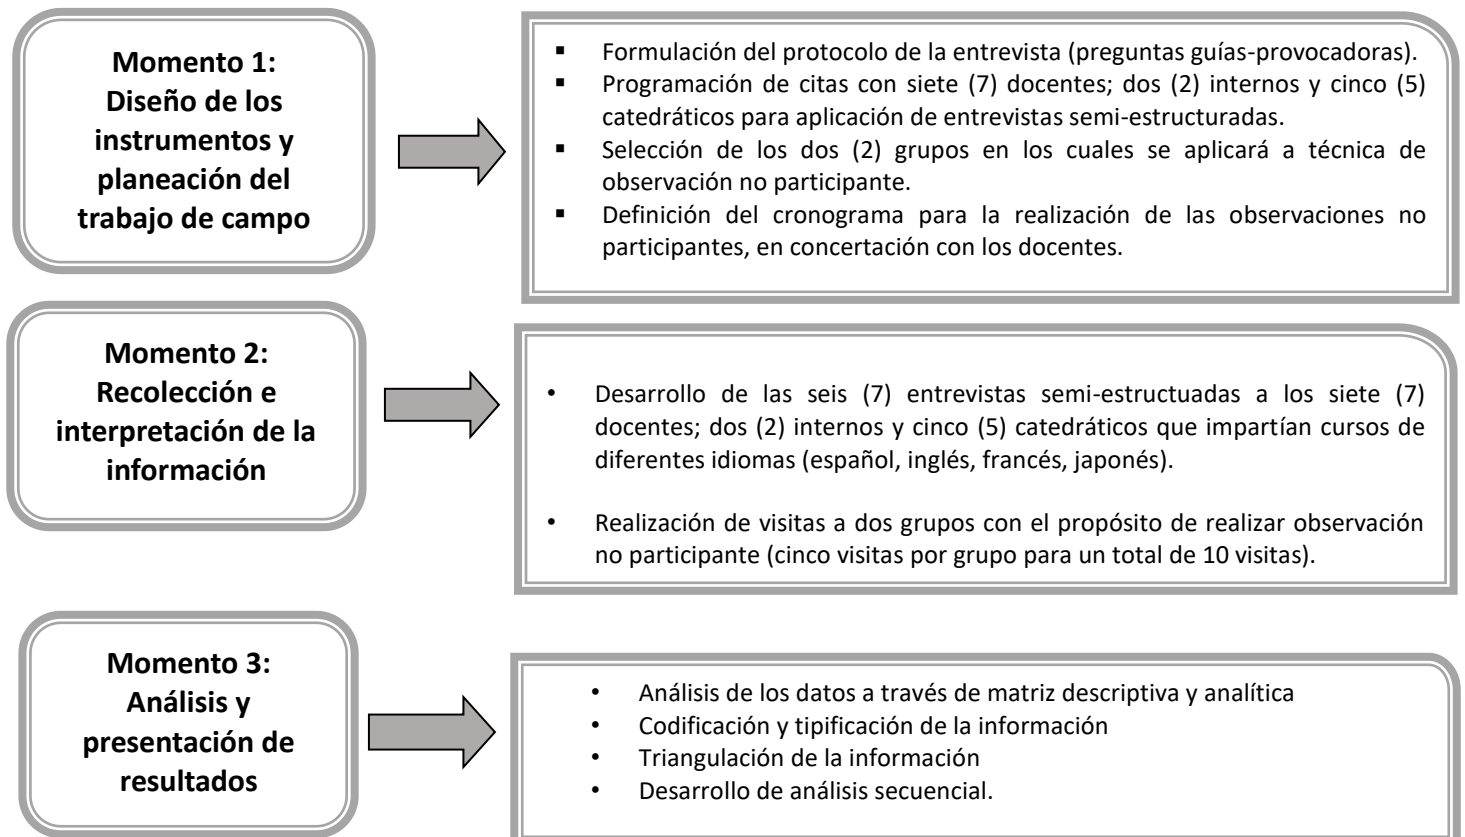 Momento 1:
Diseño de los
instrumentos y
planeación del
trabajo de campo
▪ Formulación del protocolo de la entrevista (preguntas guías-provocadoras).
▪ Programación de citas con siete (7) docentes; dos (2) internos y cinco (5)
catedráticos para aplicación de entrevistas semi-estructuradas.
▪ Selección de los dos (2) grupos en los cuales se aplicará a técnica de
observación no participante.
▪ Definición del cronograma para la realización de las observaciones no
participantes, en concertación con los docentes.
Momento 2:
Recolección e
interpretación de la
información
• Desarrollo de las seis (7) entrevistas semi-estructuadas a los siete (7)
docentes; dos (2) internos y cinco (5) catedráticos que impartían cursos de
diferentes idiomas (español, inglés, francés, japonés).
• Realización de visitas a dos grupos con el propósito de realizar observación
no participante (cinco visitas por grupo para un total de 10 visitas).
Momento 3:
Análisis y
presentación de
resultados
• Análisis de los datos a través de matriz descriptiva y analítica
• Codificación y tipificación de la información
• Triangulación de la información
• Desarrollo de análisis secuencial.